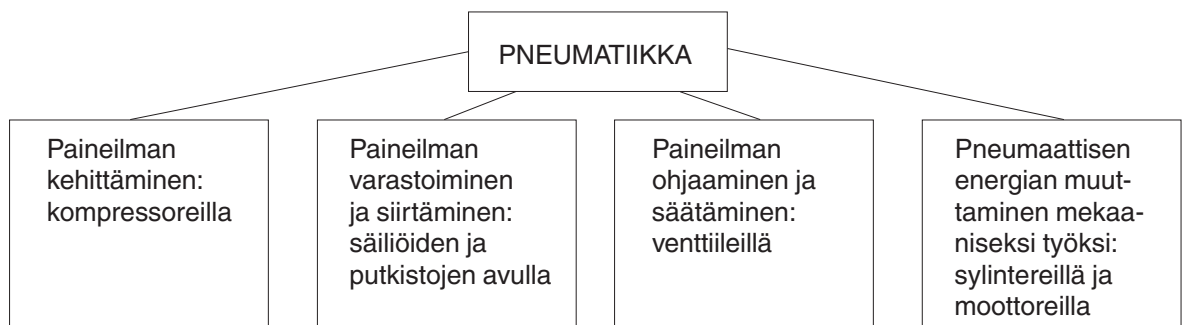 PNEUMATIIKKA
Paineilman
kehittäminen:
kompressoreilla
Paineilman
varastoiminen
ja siirtäminen:
säiliöiden ja
putkistojen avulla
Paineilman
ohjaaminen ja
säätäminen:
venttiileillä
Pneumaattisen
energian muut-
taminen mekaa-
niseksi työksi:
sylintereillä ja
moottoreilla